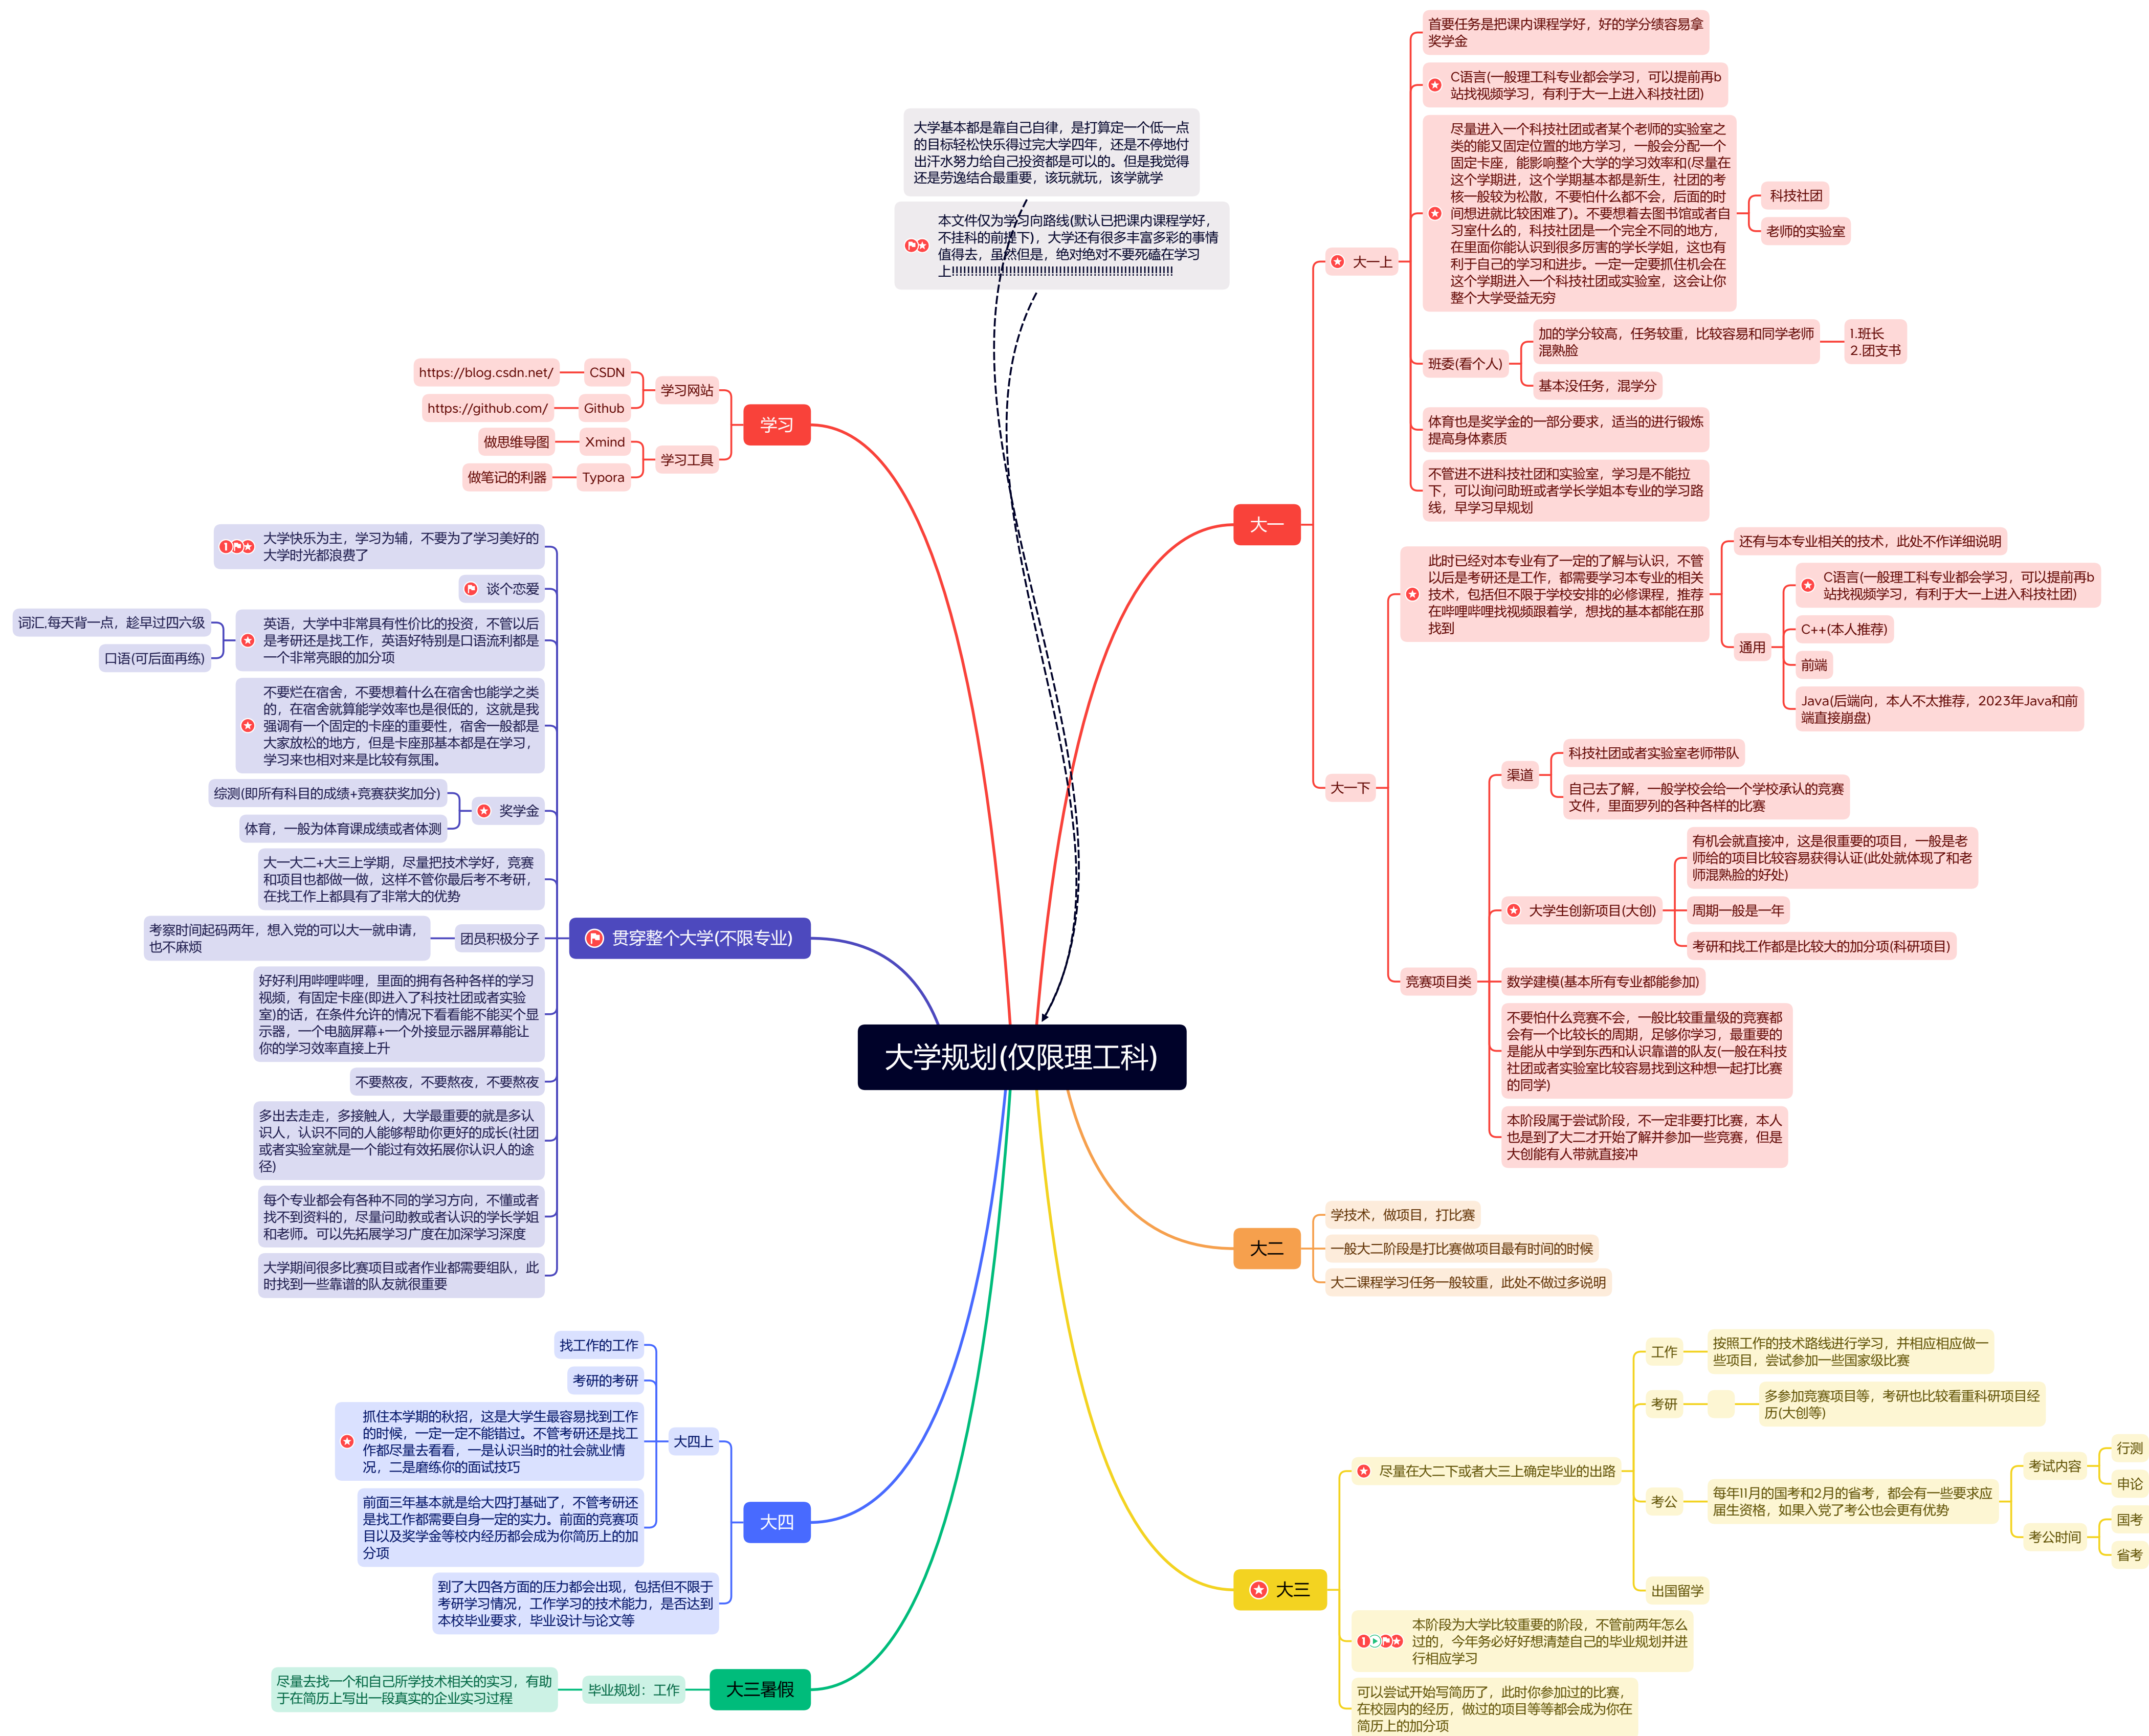 大学基本都是靠自己自律，是打算定一个低一点
的目标轻松快乐得过完大学四年，还是不停地付
出汗水努力给自己投资都是可以的。但是我觉得
还是劳逸结合最重要，该玩就玩，该学就学
本文件仅为学习向路线(默认已把课内课程学好，
不挂科的前提下)，大学还有很多丰富多彩的事情
值得去，虽然但是，绝对绝对不要死磕在学习
上!!!!!!!!!!!!!!!!!!!!!!!!!!!!!!!!!!!!!!!!!!!!!!!!!!!!!!!!!!
大学规划(仅限理工科)
大一
大一上
首要任务是把课内课程学好，好的学分绩容易拿
奖学金
C语言(一般理工科专业都会学习，可以提前再b
站找视频学习，有利于大一上进入科技社团)
尽量进入一个科技社团或者某个老师的实验室之
类的能又固定位置的地方学习，一般会分配一个
固定卡座，能影响整个大学的学习效率和(尽量在
这个学期进，这个学期基本都是新生，社团的考
核一般较为松散，不要怕什么都不会，后面的时
间想进就比较困难了)。不要想着去图书馆或者自
习室什么的，科技社团是一个完全不同的地方，
在里面你能认识到很多厉害的学长学姐，这也有
利于自己的学习和进步。一定一定要抓住机会在
这个学期进入一个科技社团或实验室，这会让你
整个大学受益无穷
科技社团
老师的实验室
班委(看个人)
加的学分较高，任务较重，比较容易和同学老师
混熟脸
1.班长
2.团支书
基本没任务，混学分
体育也是奖学金的一部分要求，适当的进行锻炼
提高身体素质
不管进不进科技社团和实验室，学习是不能拉
下，可以询问助班或者学长学姐本专业的学习路
线，早学习早规划
大一下
此时已经对本专业有了一定的了解与认识，不管
以后是考研还是工作，都需要学习本专业的相关
技术，包括但不限于学校安排的必修课程，推荐
在哔哩哔哩找视频跟着学，想找的基本都能在那
找到
还有与本专业相关的技术，此处不作详细说明
通用
C语言(一般理工科专业都会学习，可以提前再b
站找视频学习，有利于大一上进入科技社团)
C++(本人推荐)
前端
Java(后端向，本人不太推荐，2023年Java和前
端直接崩盘)
竞赛项目类
渠道
科技社团或者实验室老师带队
自己去了解，一般学校会给一个学校承认的竞赛
文件，里面罗列的各种各样的比赛
大学生创新项目(大创)
有机会就直接冲，这是很重要的项目，一般是老
师给的项目比较容易获得认证(此处就体现了和老
师混熟脸的好处)
周期一般是一年
考研和找工作都是比较大的加分项(科研项目)
数学建模(基本所有专业都能参加)
不要怕什么竞赛不会，一般比较重量级的竞赛都
会有一个比较长的周期，足够你学习，最重要的
是能从中学到东西和认识靠谱的队友(一般在科技
社团或者实验室比较容易找到这种想一起打比赛
的同学)
本阶段属于尝试阶段，不一定非要打比赛，本人
也是到了大二才开始了解并参加一些竞赛，但是
大创能有人带就直接冲
大二
学技术，做项目，打比赛
一般大二阶段是打比赛做项目最有时间的时候
大二课程学习任务一般较重，此处不做过多说明
大三
尽量在大二下或者大三上确定毕业的出路
工作
按照工作的技术路线进行学习，并相应相应做一
些项目，尝试参加一些国家级比赛
考研
多参加竞赛项目等，考研也比较看重科研项目经
历(大创等)
考公
每年11月的国考和2月的省考，都会有一些要求应
届生资格，如果入党了考公也会更有优势
考试内容
行测
申论
考公时间
国考
省考
出国留学
本阶段为大学比较重要的阶段，不管前两年怎么
过的，今年务必好好想清楚自己的毕业规划并进
行相应学习
可以尝试开始写简历了，此时你参加过的比赛，
在校园内的经历，做过的项目等等都会成为你在
简历上的加分项
学习
学习网站
CSDN
https://blog.csdn.net/
Github
https://github.com/
学习工具
Xmind
做思维导图
Typora
做笔记的利器
贯穿整个大学(不限专业)
大学快乐为主，学习为辅，不要为了学习美好的
大学时光都浪费了
谈个恋爱
英语，大学中非常具有性价比的投资，不管以后
是考研还是找工作，英语好特别是口语流利都是
一个非常亮眼的加分项
词汇,每天背一点，趁早过四六级
口语(可后面再练)
不要烂在宿舍，不要想着什么在宿舍也能学之类
的，在宿舍就算能学效率也是很低的，这就是我
强调有一个固定的卡座的重要性，宿舍一般都是
大家放松的地方，但是卡座那基本都是在学习，
学习来也相对来是比较有氛围。
奖学金
综测(即所有科目的成绩+竞赛获奖加分)
体育，一般为体育课成绩或者体测
大一大二+大三上学期，尽量把技术学好，竞赛
和项目也都做一做，这样不管你最后考不考研，
在找工作上都具有了非常大的优势
团员积极分子
考察时间起码两年，想入党的可以大一就申请，
也不麻烦
好好利用哔哩哔哩，里面的拥有各种各样的学习
视频，有固定卡座(即进入了科技社团或者实验
室)的话，在条件允许的情况下看看能不能买个显
示器，一个电脑屏幕+一个外接显示器屏幕能让
你的学习效率直接上升
不要熬夜，不要熬夜，不要熬夜
多出去走走，多接触人，大学最重要的就是多认
识人，认识不同的人能够帮助你更好的成长(社团
或者实验室就是一个能过有效拓展你认识人的途
径)
每个专业都会有各种不同的学习方向，不懂或者
找不到资料的，尽量问助教或者认识的学长学姐
和老师。可以先拓展学习广度在加深学习深度
大学期间很多比赛项目或者作业都需要组队，此
时找到一些靠谱的队友就很重要
大四
大四上
找工作的工作
考研的考研
抓住本学期的秋招，这是大学生最容易找到工作
的时候，一定一定不能错过。不管考研还是找工
作都尽量去看看，一是认识当时的社会就业情
况，二是磨练你的面试技巧
前面三年基本就是给大四打基础了，不管考研还
是找工作都需要自身一定的实力。前面的竞赛项
目以及奖学金等校内经历都会成为你简历上的加
分项
到了大四各方面的压力都会出现，包括但不限于
考研学习情况，工作学习的技术能力，是否达到
本校毕业要求，毕业设计与论文等
大三暑假
毕业规划：工作
尽量去找一个和自己所学技术相关的实习，有助
于在简历上写出一段真实的企业实习过程